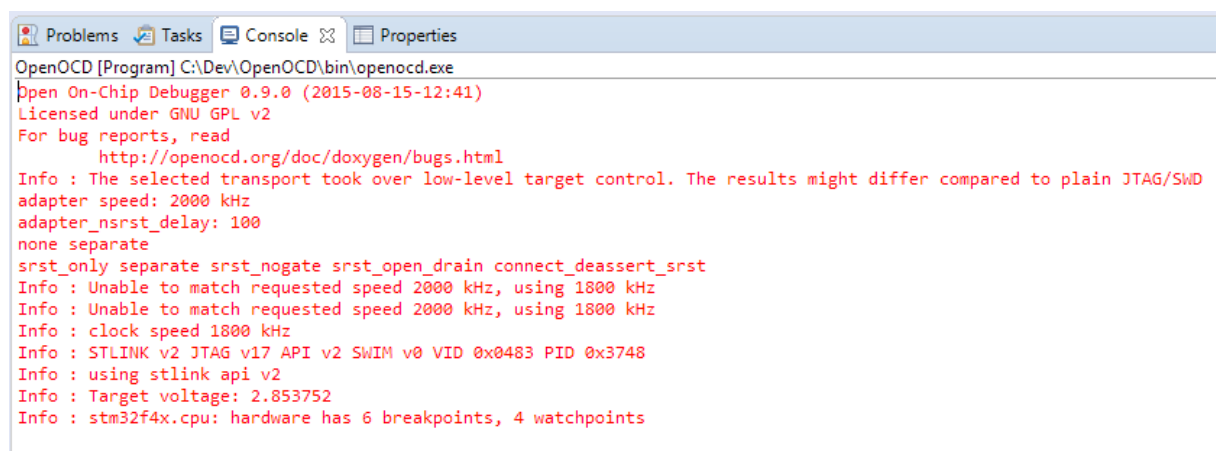 Problems Tasks Console Properties
OpenOCD [Program] C:\Dev\OpenOCD\bin\openocd.exe
Open On-Chip Debugger 0.9.0 (2015-08-15-12:41)
Licensed under GNU GPL v2
For bug reports, read
http://openocd.org/doc/doxygen/bugs.html
Info : The selected transport took over low-level target control. The results might differ compared to plain JTAG/SWD
adapter speed: 2000 kHz
adapter_nsrst_delay: 100
none separate
srst_only separate srst_nogate srst_open_drain connect_deassert_srst
Info : Unable to match requested speed 2000 kHz, using 1800 kHz
Info : Unable to match requested speed 2000 kHz, using 1800 kHz
Info : clock speed 1800 kHz
Info : STLINK v2 JTAG v17 API v2 SWIM v0 VID 0x0483 PID 0x3748
Info : using stlink api v2
Info : Target voltage: 2.853752
Info : stm32f4x.cpu: hardware has 6 breakpoints, 4 watchpoints